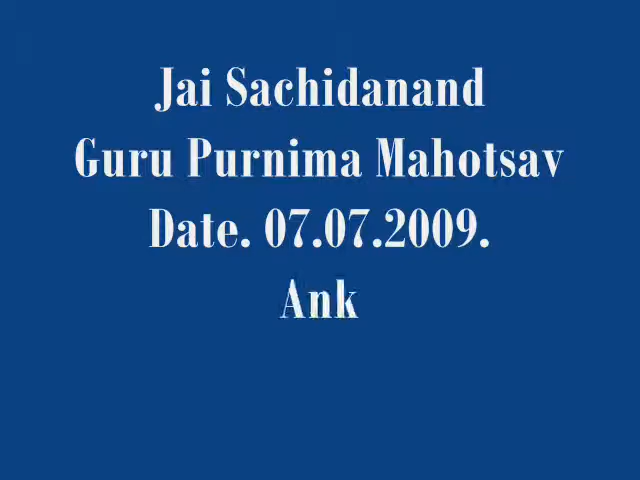 Jai Sachidanand
Guru Purnima Mahotsav
Date. 07.07.2009.
Ank